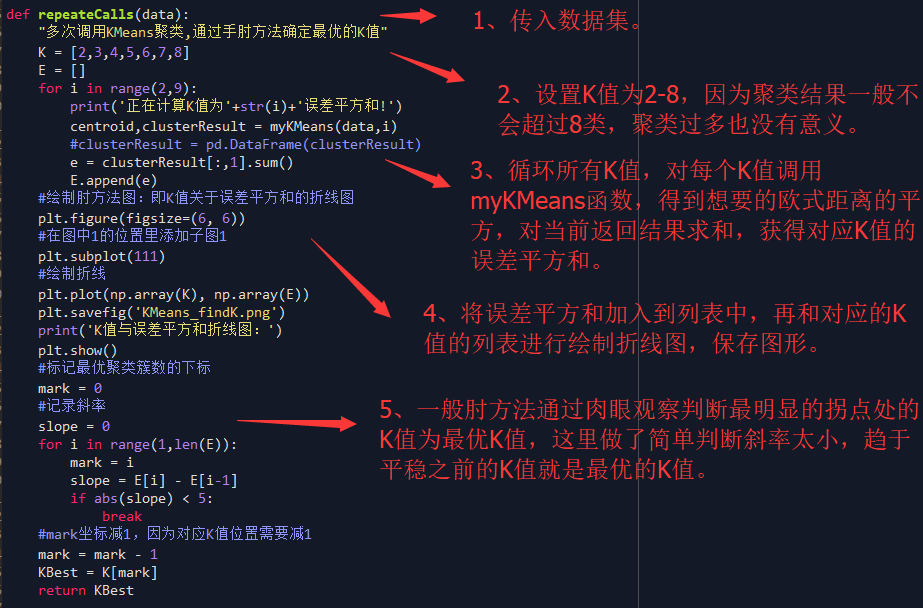 def repeateCalls(data):
1、传入数据集。
"多次调用KMeans聚类,通过手肘方法确定最优的K值"
K = [2,3,4,5,6,7,8]
E = []
for i in range(2,9):
2、设置K值为2-8，因为聚类结果一般不
会超过8类，聚类过多也没有意义。
print('正在计算K值为'+str(i)+'误差平方和!')
centroid,clusterResult = myKMeans(data,i)
#clusterResult = pd.DataFrame(clusterResult)
e = clusterResult[:,1].sum()
E.append(e)
3、循环所有K值，对每个K值调用
myKMeans函数，得到想要的欧式距离的平
方，对当前返回结果求和，获得对应K值的
误差平方和。
#绘制肘方法图：即K值关于误差平方和的折线图
plt.figure(figsize=(6, 6))
#在图中1的位置里添加子图1
plt.subplot(111)
#绘制折线
plt.plot(np.array(K), np.array(E))
plt.savefig('KMeans_findK.png')
print('K值与误差平方和折线图：')
plt.show()
4、将误差平方和加入到列表中，再和对应的K
值的列表进行绘制折线图，保存图形。
#标记最优聚类簇数的下标
mark = 0
#记录斜率
slope = 0
for i in range(1,len(E)):
mark = i
slope = E[i] - E[i-1]
if abs(slope) < 5:
break
5、一般肘方法通过肉眼观察判断最明显的拐点处的
K值为最优K值，这里做了简单判断斜率太小，趋于
平稳之前的K值就是最优的K值。
#mark坐标减1，因为对应K值位置需要减1
mark = mark - 1
KBest = K[mark]
return KBest